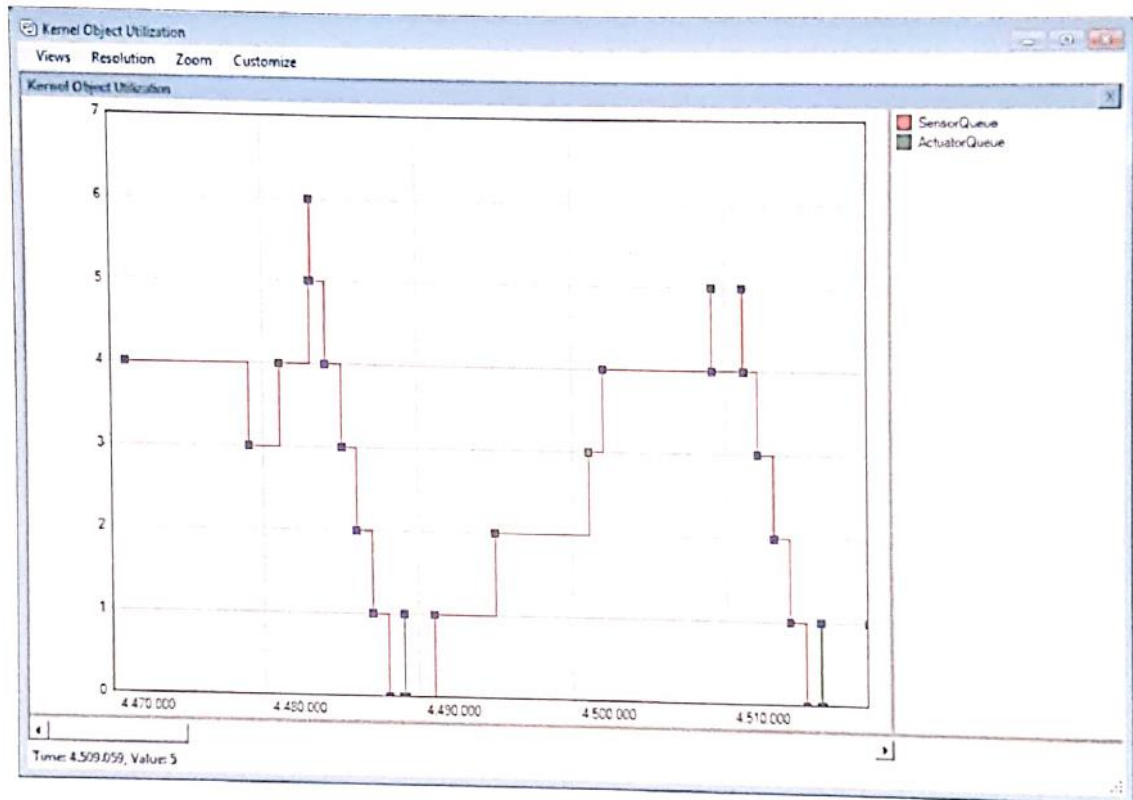 Kernel Object Utilization
Views Resolution Zoom Customize
Kernel Object Utilization
7
6
5
4
3
2
1
0
4.470.000 4.480.000 4.490.000 4.500.000 4.510.000
SensorQueue
ActuatorQueue
Time: 4.509.059, Value: 5